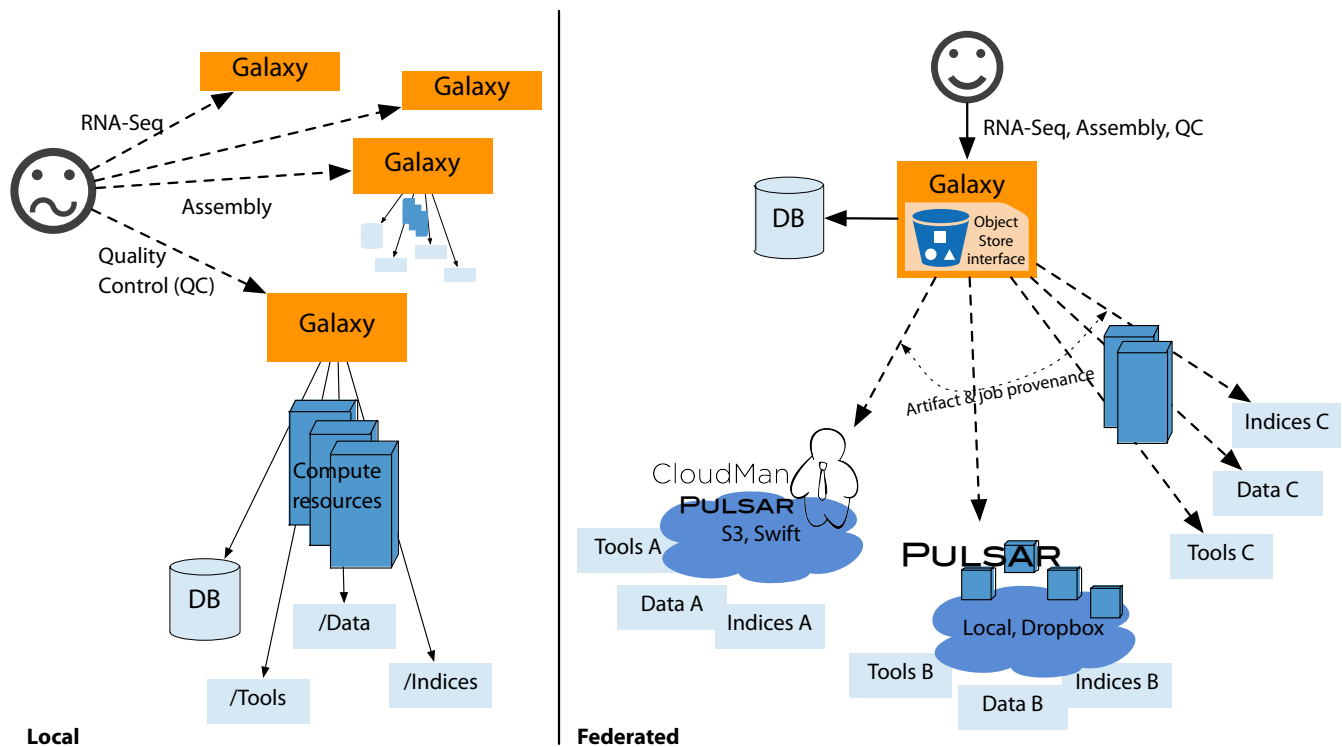 Galaxy
Galaxy
RNA-Seq
Galaxy
Assembly
Quality
Control (QC)
Galaxy
Compute
resources
DB
/Data
/Tools
/Indices
Local
RNA-Seq, Assembly, QC
Galaxy
DB
Object
Store
interface
Artifact & job provenance
Indices C
Data C
Tools C
CloudMan
PULSAR
S3, Swift
Tools A
Data A
Indices A
PULSAR
Local, Dropbox
Tools B
Indices B
Data B
Federated